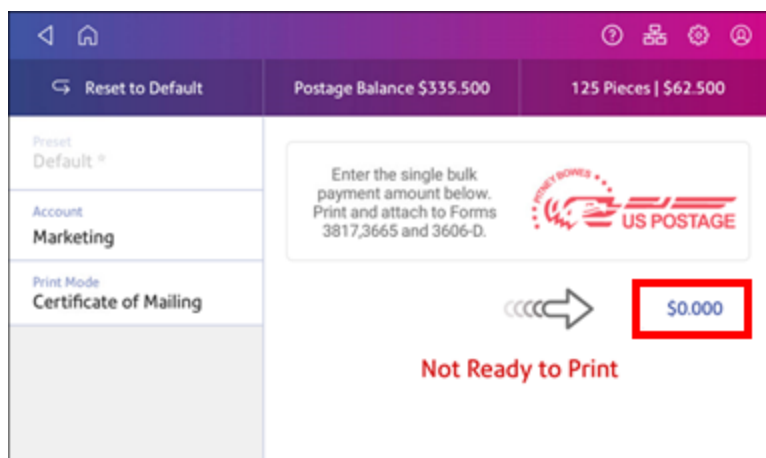 Reset to Default
Postage Balance $335.500
125 Pieces | $62.500
Preset
Default *
Account
Marketing
Print Mode
Certificate of Mailing
Enter the single bulk
payment amount below.
Print and attach to Forms
3817,3665 and 3606-D.
PITNEY BOWES
US POSTAGE
$0.000
Not Ready to Print